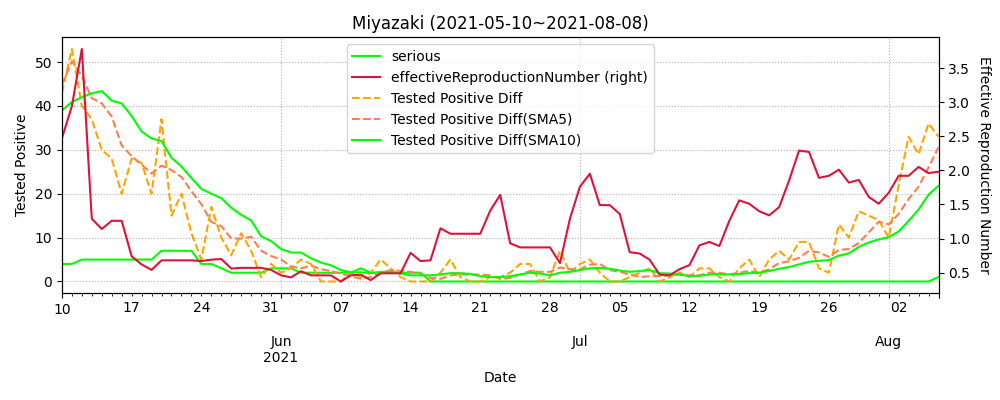 Miyazaki (2021-05-10~2021-08-08)
serious
effectiveReproductionNumber (right)
Tested Positive Diff
Tested Positive Diff(SMA5)
Tested Positive Diff(SMA10)
Tested Positive
50
40
30
20
10
0
3.5
3.0
2.5
2.0
1.5
1.0
0.5
Effective Reproduction Number
10 17 24 31 07 14 21 28 05 12 19 26 02
Jun Jul Aug
2021
Date